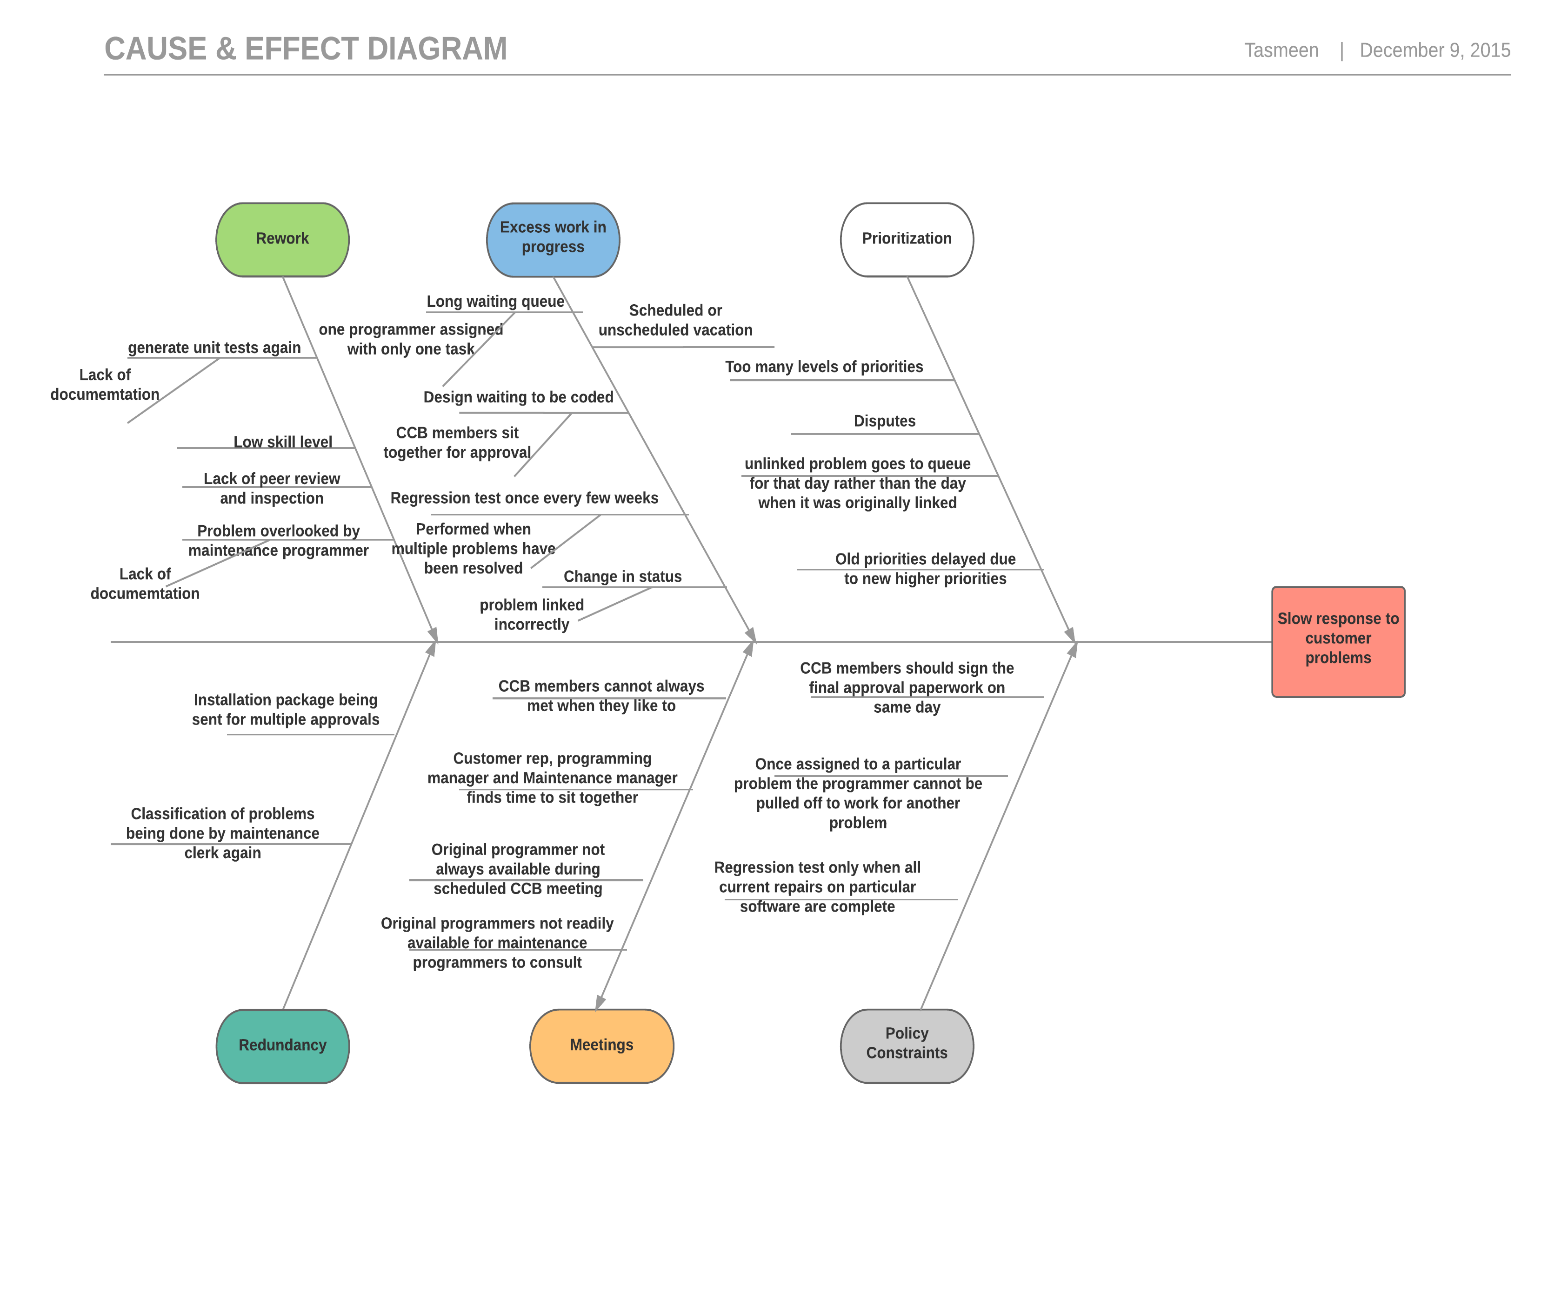 CAUSE & EFFECT DIAGRAM
Tasmeen | December 9, 2015
Rework
Excess work in
progress
Prioritization
generate unit tests again
Lack of
documemtation
Low skill level
Lack of peer review
and inspection
Problem overlooked by
maintenance programmer
Lack of
documemtation
Long waiting queue
one programmer assigned
with only one task
Scheduled or
unscheduled vacation
Design waiting to be coded
CCB members sit
together for approval
Regression test once every few weeks
Performed when
multiple problems have
been resolved
Change in status
problem linked
incorrectly
Too many levels of priorities
Disputes
unlinked problem goes to queue
for that day rather than the day
when it was originally linked
Old priorities delayed due
to new higher priorities
Slow response to
customer
problems
Installation package being
sent for multiple approvals
Classification of problems
being done by maintenance
clerk again
CCB members cannot always
met when they like to
Customer rep, programming
manager and Maintenance manager
finds time to sit together
Original programmer not
always available during
scheduled CCB meeting
Original programmers not readily
available for maintenance
programmers to consult
CCB members should sign the
final approval paperwork on
same day
Once assigned to a particular
problem the programmer cannot be
pulled off to work for another
problem
Regression test only when all
current repairs on particular
software are complete
Redundancy
Meetings
Policy
Constraints